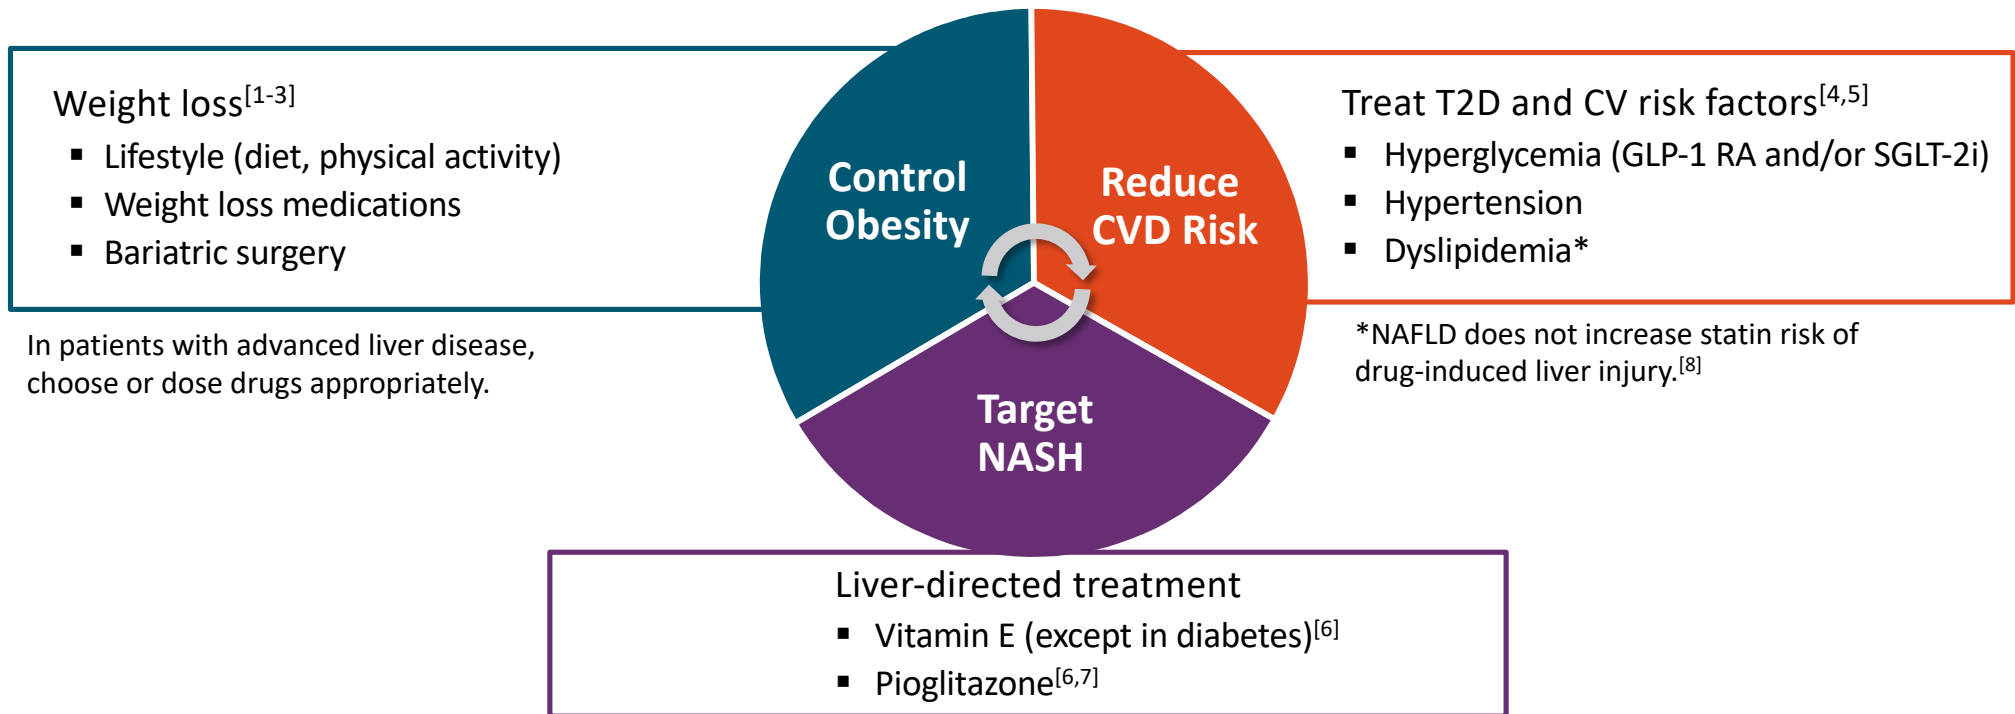 Weight loss[1-3]
▪ Lifestyle (diet, physical activity)
▪ Weight loss medications
▪ Bariatric surgery
In patients with advanced liver disease,
choose or dose drugs appropriately.
Control
Obesity
Reduce
CVD Risk
Target
NASH
Treat T2D and CV risk factors[4,5]
▪ Hyperglycemia (GLP-1 RA and/or SGLT-2i)
▪ Hypertension
▪ Dyslipidemia*
*NAFLD does not increase statin risk of
drug-induced liver injury.[8]
Liver-directed treatment
▪ Vitamin E (except in diabetes)[6]
▪ Pioglitazone[6,7]